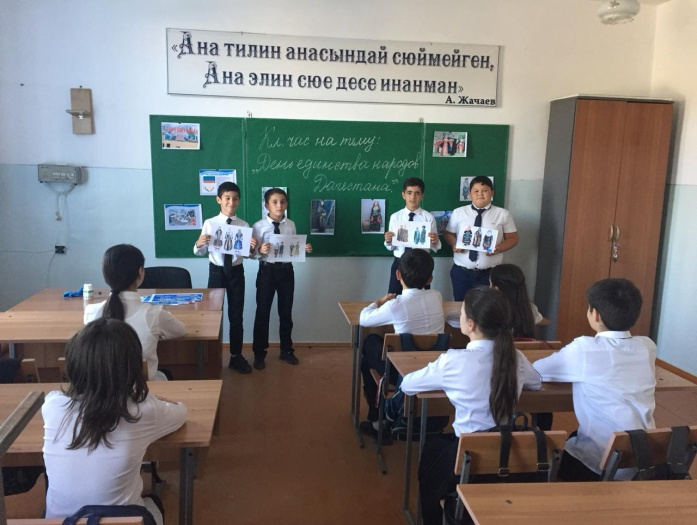 «Ана тилин анасындай сюймейген,
Ана элин сюе десе инанман»
А. Жачаев
Кл. час на тему:
„День единства народов
Дагестана"